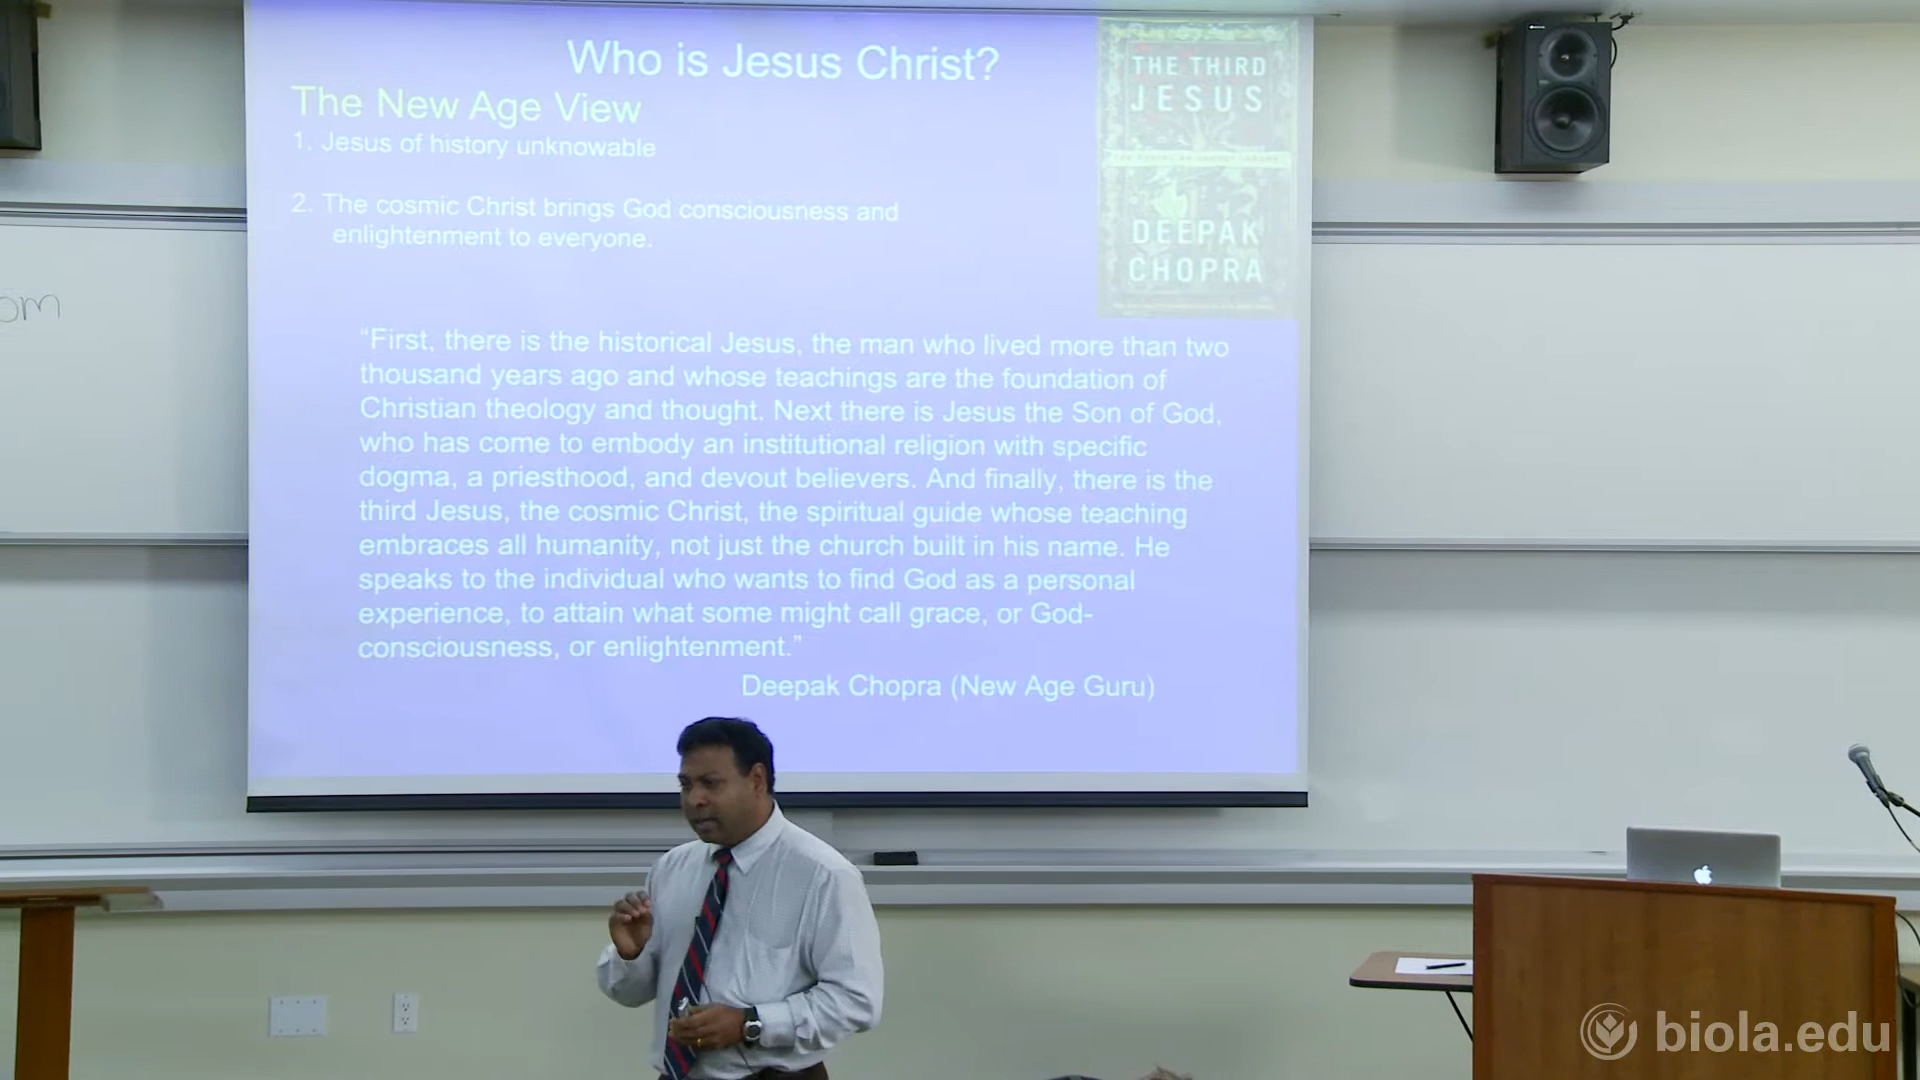 Who is Jesus Christ?
The New Age View
1. Jesus of history unknowable
2. The cosmic Christ brings God consciousness and
enlightenment to everyone.
THE THIRD
JESUS
DEEPAK
CHOPRA
“First, there is the historical Jesus, the man who lived more than two
thousand years ago and whose teachings are the foundation of
Christian theology and thought. Next there is Jesus the Son of God,
who has come to embody an institutional religion with specific
dogma, a priesthood, and devout believers. And finally, there is the
third Jesus, the cosmic Christ, the spiritual guide whose teaching
embraces all humanity, not just the church built in his name. He
speaks to the individual who wants to find God as a personal
experience, to attain what some might call grace, or God-
consciousness, or enlightenment.”
Deepak Chopra (New Age Guru)
om
biola.edu